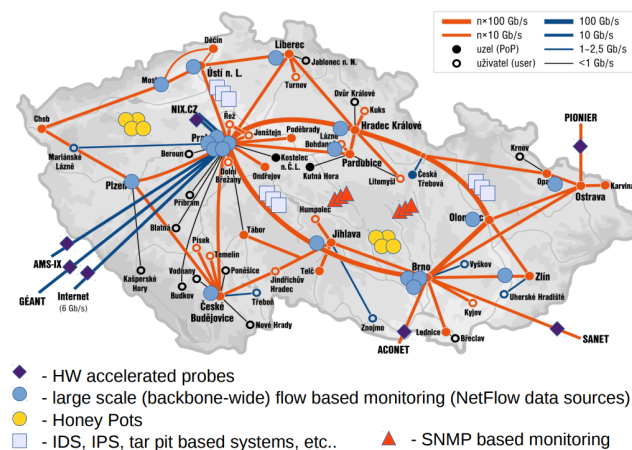 n×100 Gb/s
n×10 Gb/s
uzel (PoP)
uživatel (user)
100 Gb/s
10 Gb/s
1–2,5 Gb/s
<1 Gb/s
Děčín
Liberec
Jablonec n. N.
Most
Ústí n. L.
Turnov
Dvůr Králové
Kuks
NIX.CZ
Řež
Cheb
Jenštejn
Poděbrady
Lázně
Bohdan
Hradec Králové
PIONIER
Mariánské
Lázně
Beroun
Kostelec
n.Č.L.
Kutná Hora
Pardubice
Krnov
Opa
Karvina
Ostrava
Plzeň
Dolní
Břežany
Ondřejov
Litomyšl
Česká
Třebová
Příbram
Humpolec
Olomo
Blatná
Tábor
Jihlava
Písek
Temelín
AMS-IX
Vodňany
Poněšice
Telč
Brno
Vyškov
Zlín
GÉANT
Internet
(6 Gb/s)
Kašperské
Hory
Budkov
Jindřichův
Hradec
Třeboň
Uherské Hradiště
České
Budějovice
Nové Hrady
Znojmo
Kyjov
Lednice
Břeclav
ACONET
SANET
- HW accelerated probes
- large scale (backbone-wide) flow based monitoring (NetFlow data sources)
- Honey Pots
- IDS, IPS, tar pit based systems, etc..
- SNMP based monitoring